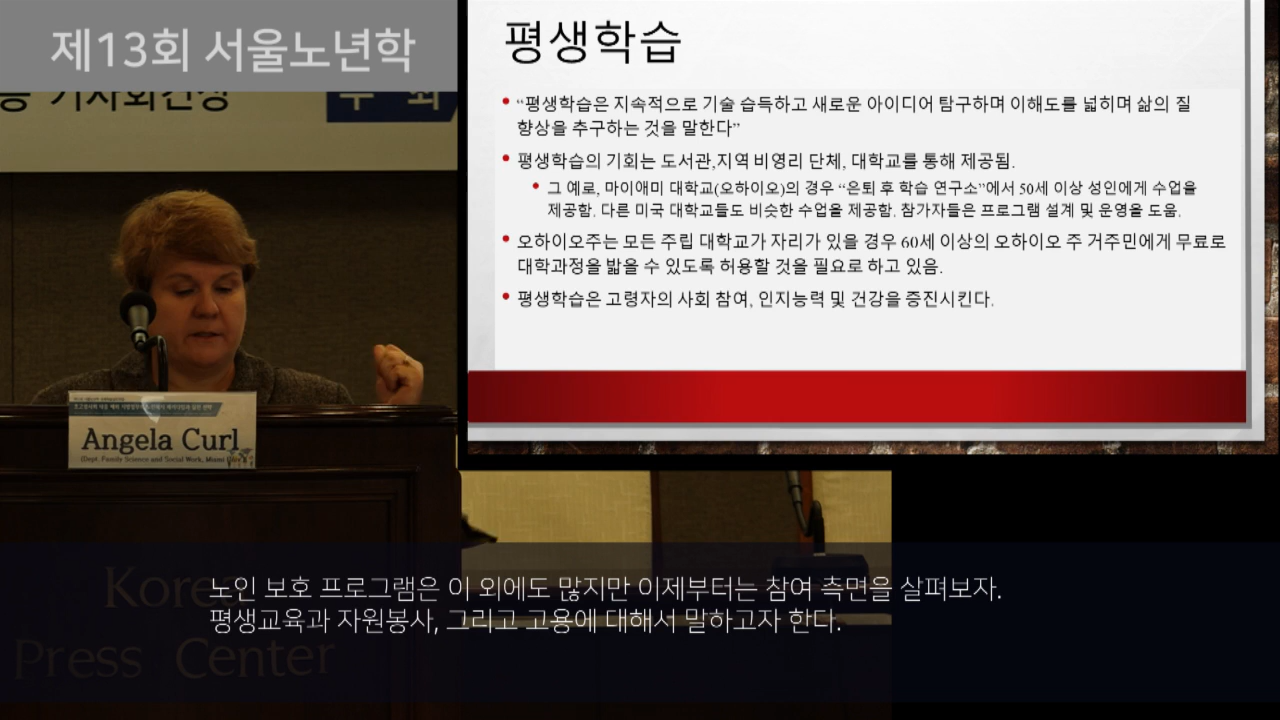 제13회 서울노년학
평생학습
• “평생학습은 지속적으로 기술 습득하고 새로운 아이디어 탐구하며 이해도를 넓히며 삶의 질
향상을 추구하는 것을 말한다”
• 평생학습의 기회는 도서관,지역 비영리 단체, 대학교를 통해 제공됨.
• 그 예로, 마이애미 대학교(오하이오)의 경우 “은퇴 후 학습 연구소”에서 50세 이상 성인에게 수업을
제공함. 다른 미국 대학교들도 비슷한 수업을 제공함. 참가자들은 프로그램 설계 및 운영을 도움.
• 오하이오주는 모든 주립 대학교가 자리가 있을 경우 60세 이상의 오하이오 주 거주민에게 무료로
대학과정을 밟을 수 있도록 허용할 것을 필요로 하고 있음.
• 평생학습은 고령자의 사회 참여, 인지능력 및 건강을 증진시킨다.
Angela Curl
(Dept. Family Science and Social Work, Miami
노인 보호 프로그램은 이 외에도 많지만 이제부터는 참여 측면을 살펴보자.
평생교육과 자원봉사, 그리고 고용에 대해서 말하고자 한다.
Korea
Press Center